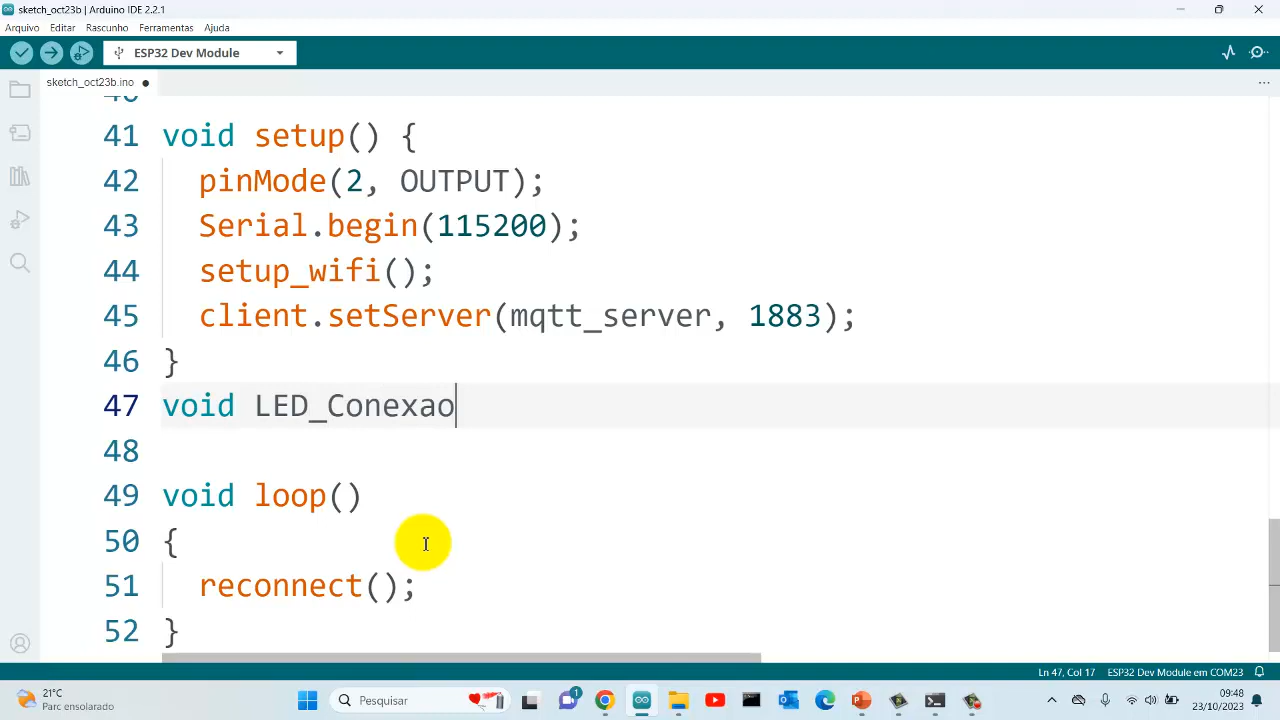 sketch_oct23b | Arduino IDE 2.2.1
Arquivo Editar Rascunho Ferramentas Ajuda
ESP32 Dev Module
sketch_oct23b.ino
40
41 void setup() {
42 pinMode(2, OUTPUT);
43 Serial.begin(115200);
44 setup_wifi();
45 client.setServer(mqtt_server, 1883);
46 }
47 void LED_Conexao
48
49 void loop()
50 {
51 reconnect();
52 }
Ln 47, Col 17 ESP32 Dev Module em COM23
21°C
Parc ensolarado
Pesquisar
1
09:48
23/10/2023